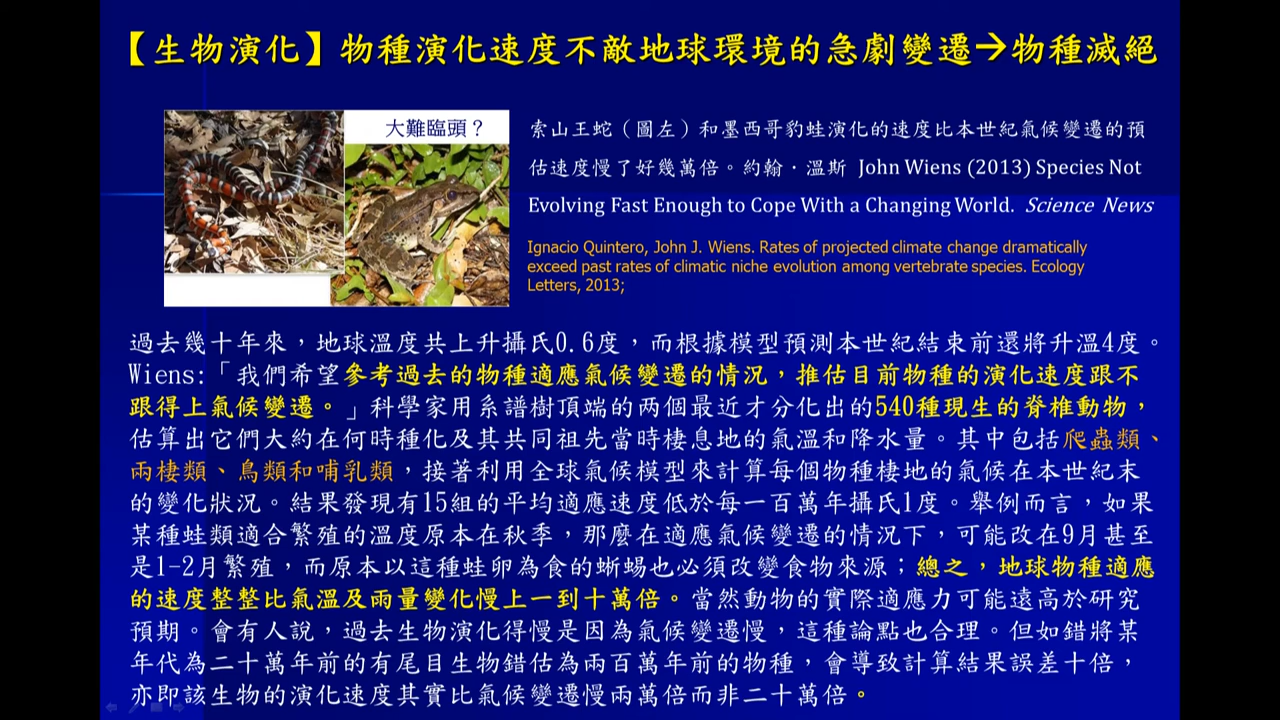 【生物演化】物種演化速度不敵地球環境的急劇變遷→物種滅絕
大難臨頭？
索山王蛇（圖左）和墨西哥豹蛙演化的速度比本世紀氣候變遷的預
估速度慢了好幾萬倍。約翰．溫斯 John Wiens (2013) Species Not
Evolving Fast Enough to Cope With a Changing World. Science News
Ignacio Quintero, John J. Wiens. Rates of projected climate change dramatically
exceed past rates of climatic niche evolution among vertebrate species. Ecology
Letters, 2013;
過去幾十年來，地球溫度共上升攝氏0.6度，而根據模型預測本世紀結束前還將升溫4度。
Wiens:「我們希望參考過去的物種適應氣候變遷的情況，推估目前物種的演化速度跟不
跟得上氣候變遷。」科學家用系譜樹頂端的两個最近才分化出的540種現生的脊椎動物，
估算出它們大約在何時種化及其共同祖先當時棲息地的氣溫和降水量。其中包括爬蟲類、
兩棲類、鳥類和哺乳類，接著利用全球氣候模型來計算每個物種棲地的氣候在本世紀末
的變化狀況。結果發現有15組的平均適應速度低於每一百萬年攝氏1度。舉例而言，如果
某種蛙類適合繁殖的溫度原本在秋季，那麼在適應氣候變遷的情況下，可能改在9月甚至
是1-2月繁殖，而原本以這種蛙卵為食的蜥蜴也必須改變食物來源；總之，地球物種適應
的速度整整比氣溫及雨量變化慢上一到十萬倍。當然動物的實際適應力可能遠高於研究
預期。會有人說，過去生物演化得慢是因為氣候變遷慢，這種論點也合理。但如錯將某
年代為二十萬年前的有尾目生物錯估為兩百萬年前的物種，會導致計算結果誤差十倍，
亦即該生物的演化速度其實比氣候變遷慢兩萬倍而非二十萬倍。